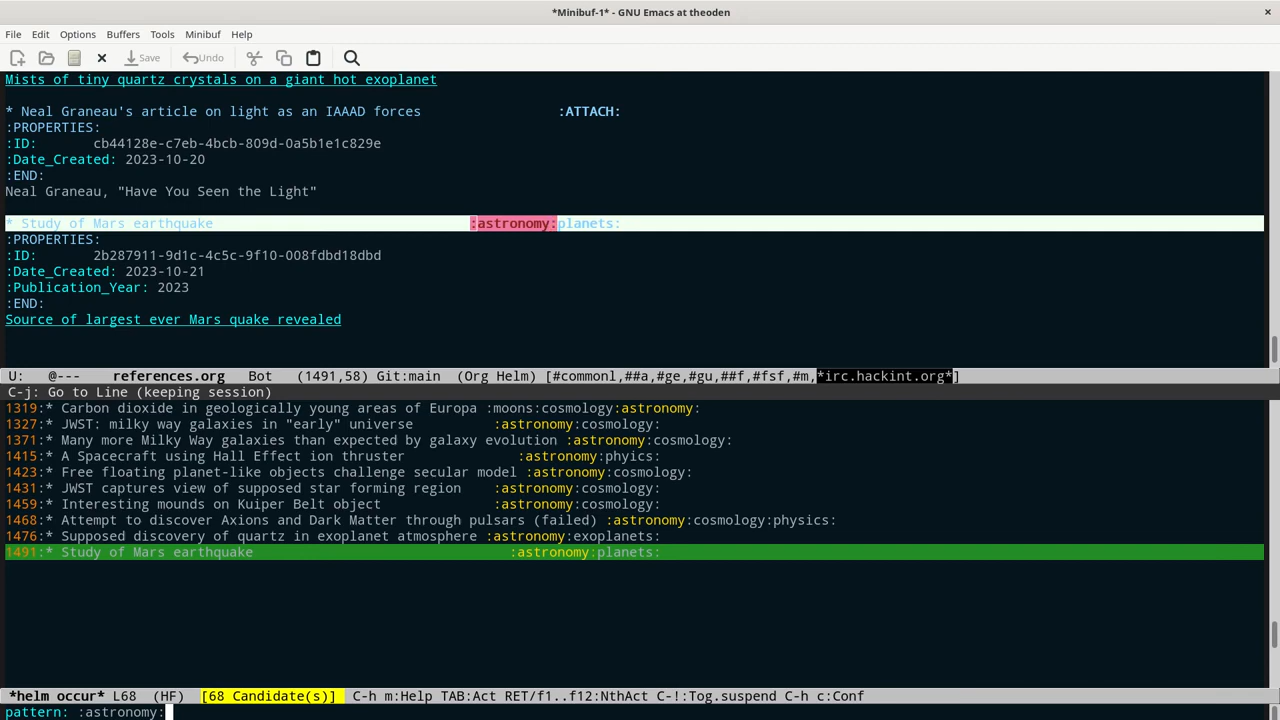 *Minibuf-1* - GNU Emacs at theoden ×
File Edit Options Buffers Tools Minibuf Help
Save Undo
Mists of tiny quartz crystals on a giant hot exoplanet
* Neal Graneau's article on light as an IAAAD forces :ATTACH:
:PROPERTIES:
:ID: cb44128e-c7eb-4bcb-809d-0a5b1e1c829e
:Date_Created: 2023-10-20
:END:
Neal Graneau, "Have You Seen the Light"
* Study of Mars earthquake :astronomy:planets:
:PROPERTIES:
:ID: 2b287911-9d1c-4c5c-9f10-008fdbd18dbd
:Date_Created: 2023-10-21
:Publication_Year: 2023
:END:
Source of largest ever Mars quake revealed
U: @--- references.org Bot (1491,58) Git:main (Org Helm) [#commonl,##a,#ge,#gu,##f,#fsf,#m,*irc.hackint.org*]
C-j: Go to Line (keeping session)
1319:* Carbon dioxide in geologically young areas of Europa :moons:cosmology:astronomy:
1327:* JWST: milky way galaxies in "early" universe :astronomy:cosmology:
1371:* Many more Milky Way galaxies than expected by galaxy evolution :astronomy:cosmology:
1415:* A Spacecraft using Hall Effect ion thruster :astronomy:phyics:
1423:* Free floating planet-like objects challenge secular model :astronomy:cosmology:
1431:* JWST captures view of supposed star forming region :astronomy:cosmology:
1459:* Interesting mounds on Kuiper Belt object :astronomy:cosmology:
1468:* Attempt to discover Axions and Dark Matter through pulsars (failed) :astronomy:cosmology:physics:
1476:* Supposed discovery of quartz in exoplanet atmosphere :astronomy:exoplanets:
1491:* Study of Mars earthquake :astronomy:planets:
*helm occur* L68 (HF) [68 Candidate(s)] C-h m:Help TAB:Act RET/f1..f12:NthAct C-!:Tog.suspend C-h c:Conf
pattern: :astronomy: